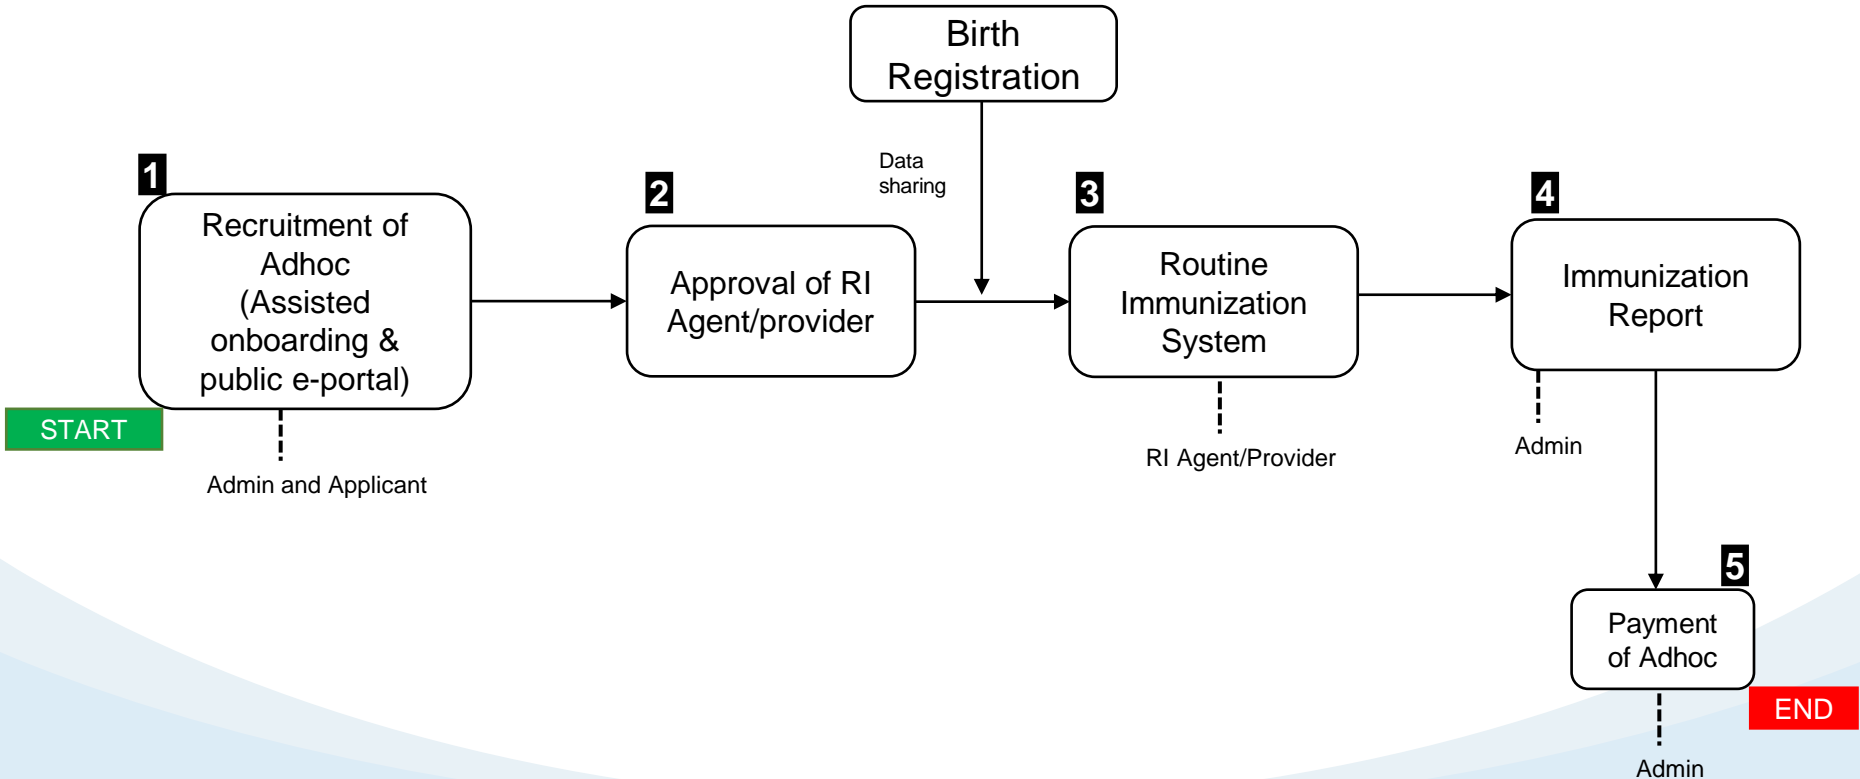 Birth
Registration
Data
sharing
1
Recruitment of
Adhoc
(Assisted
onboarding &
public e-portal)
START
Admin and Applicant
2
Approval of RI
Agent/provider
3
Routine
Immunization
System
RI Agent/Provider
4
Immunization
Report
Admin
5
Payment
of Adhoc
END
Admin